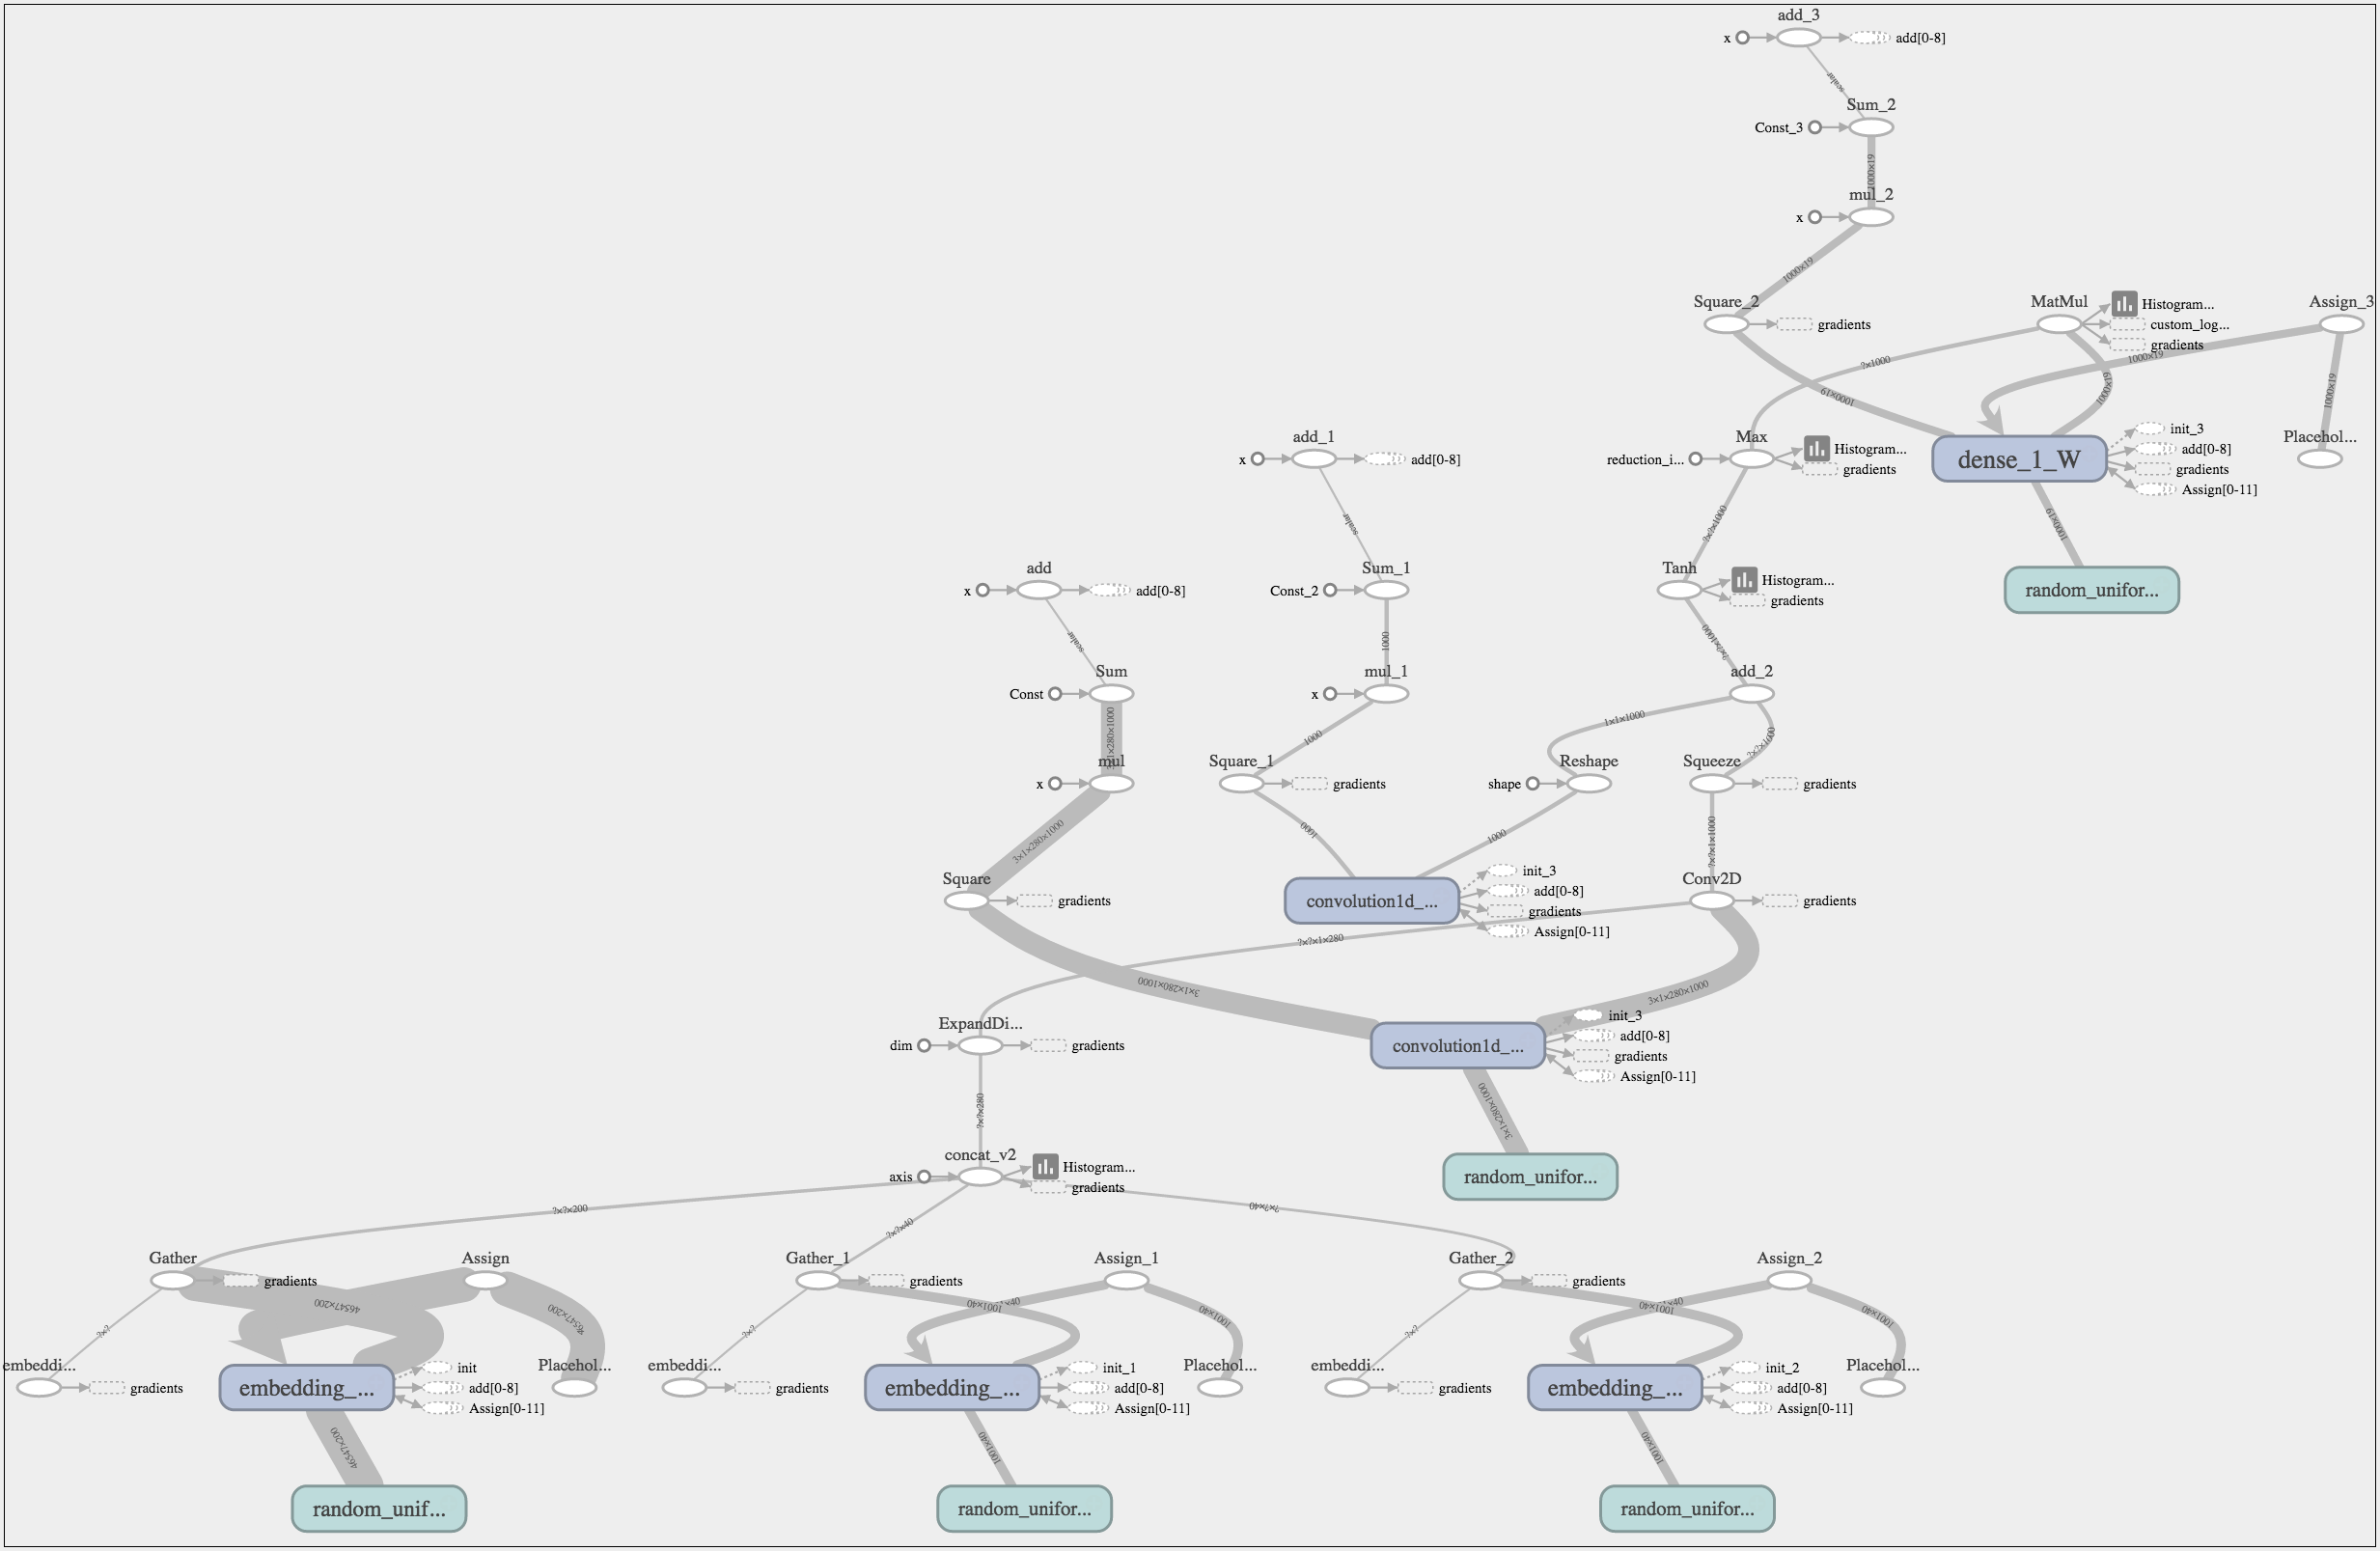 add_3
x
add[0-8]
scalar
Sum_2
Const_3
1000×19
mul_2
x
1000×19
Square_2
gradients
MatMul
Histogram...
custom_log...
gradients
Assign_3
?×1000
1000×19
1000×19
1000×19
1000×19
Max
reduction_i...
Histogram...
gradients
dense_1_W
init_3
add[0-8]
gradients
Assign[0-11]
Placehol...
add_1
x
add[0-8]
scalar
?×?×1000
1000×19
add
x
add[0-8]
Sum_1
Const_2
Tanh
Histogram...
gradients
random_unifor...
scalar
1000
?×?×1000
Sum
Const
mul_1
x
add_2
3×1×280×1000
1000
1×1×1000
?×?×1000
mul
x
Square_1
gradients
Reshape
shape
Squeeze
gradients
3×1×280×1000
1000
1000
?×?×1×1000
Square
gradients
convolution1d_...
init_3
add[0-8]
gradients
Assign[0-11]
Conv2D
gradients
?×?×1×280
3×1×280×1000
3×1×280×1000
ExpandDi...
dim
gradients
convolution1d_...
init_3
add[0-8]
gradients
Assign[0-11]
?×?×280
3×1×280×1000
concat_v2
axis
Histogram...
gradients
random_unifor...
?×?×200
?×?×40
?×?×40
Gather
gradients
Assign
Gather_1
gradients
Assign_1
Gather_2
gradients
Assign_2
?×?
46547×200
46547×200
?×?
1001×40
×40
1001×40
?×?
1001×40
×40
1001×40
embeddi...
gradients
embedding_...
init
add[0-8]
Assign[0-11]
Placehol...
embeddi...
gradients
embedding_...
init_1
add[0-8]
Assign[0-11]
Placehol...
embeddi...
gradients
embedding_...
init_2
add[0-8]
Assign[0-11]
Placehol...
46547×200
1001×40
1001×40
random_unif...
random_unifor...
random_unifor...